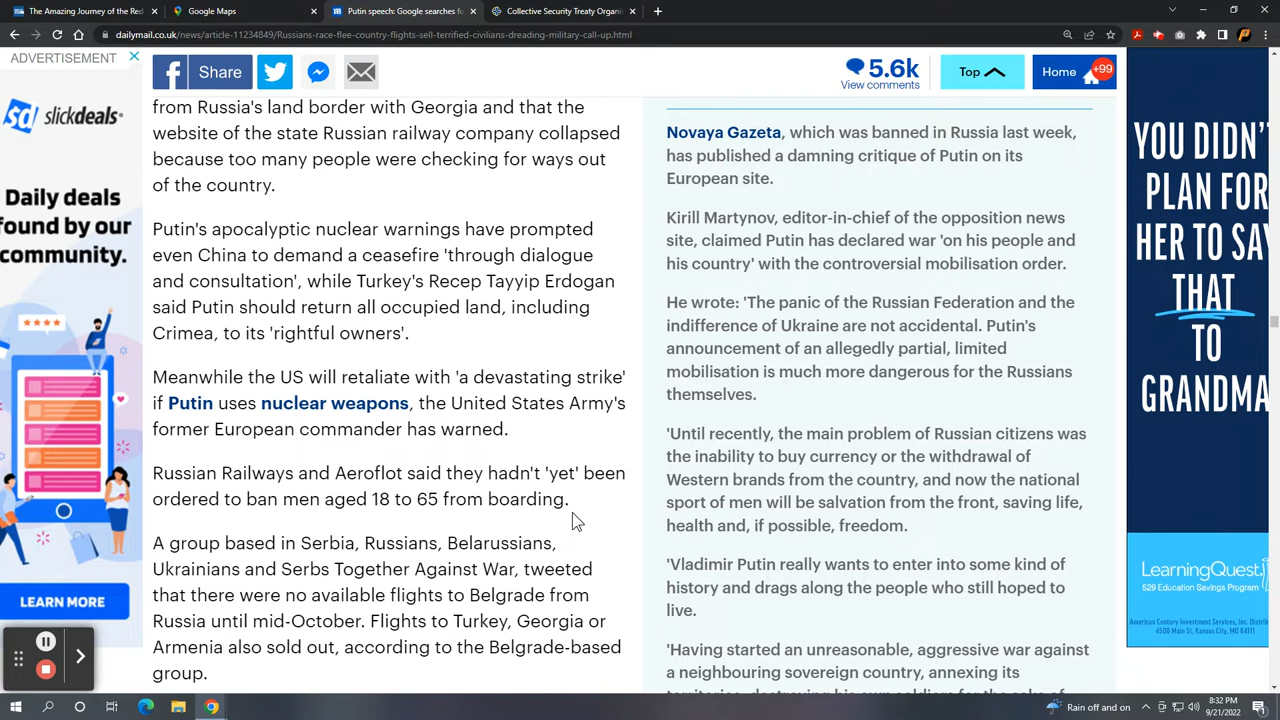 The Amazing Journey of the Red
Google Maps
Putin speech: Google searches fo
Collective Security Treaty Organis
dailymail.co.uk/news/article-11234849/Russians-race-flee-country-flights-sell-terrified-civilians-dreading-military-call-up.html
ADVERTISEMENT
slickdeals
Daily deals
found by our
community.
LEARN MORE
Share
5.6k
View comments
Top
Home
+99
from Russia's land border with Georgia and that the
website of the state Russian railway company collapsed
because too many people were checking for ways out
of the country.
Putin's apocalyptic nuclear warnings have prompted
even China to demand a ceasefire 'through dialogue
and consultation', while Turkey's Recep Tayyip Erdogan
said Putin should return all occupied land, including
Crimea, to its 'rightful owners'.
Meanwhile the US will retaliate with 'a devastating strike'
if Putin uses nuclear weapons, the United States Army's
former European commander has warned.
Russian Railways and Aeroflot said they hadn't 'yet' been
ordered to ban men aged 18 to 65 from boarding.
A group based in Serbia, Russians, Belarussians,
Ukrainians and Serbs Together Against War, tweeted
that there were no available flights to Belgrade from
Russia until mid-October. Flights to Turkey, Georgia or
Armenia also sold out, according to the Belgrade-based
group.
Novaya Gazeta, which was banned in Russia last week,
has published a damning critique of Putin on its
European site.
Kirill Martynov, editor-in-chief of the opposition news
site, claimed Putin has declared war 'on his people and
his country' with the controversial mobilisation order.
He wrote: 'The panic of the Russian Federation and the
indifference of Ukraine are not accidental. Putin's
announcement of an allegedly partial, limited
mobilisation is much more dangerous for the Russians
themselves.
'Until recently, the main problem of Russian citizens was
the inability to buy currency or the withdrawal of
Western brands from the country, and now the national
sport of men will be salvation from the front, saving life,
health and, if possible, freedom.
'Vladimir Putin really wants to enter into some kind of
history and drags along the people who still hoped to
live.
'Having started an unreasonable, aggressive war against
a neighbouring sovereign country, annexing its
YOU DIDN'T
PLAN FOR
HER TO SAY
THAT
TO
GRANDMA
LearningQuest
529 Education Savings Program
American Century Investment Services, Inc. Distrib
4500 Main St, Kansas City, MO 64111
Rain off and on
8:32 PM
9/21/2022